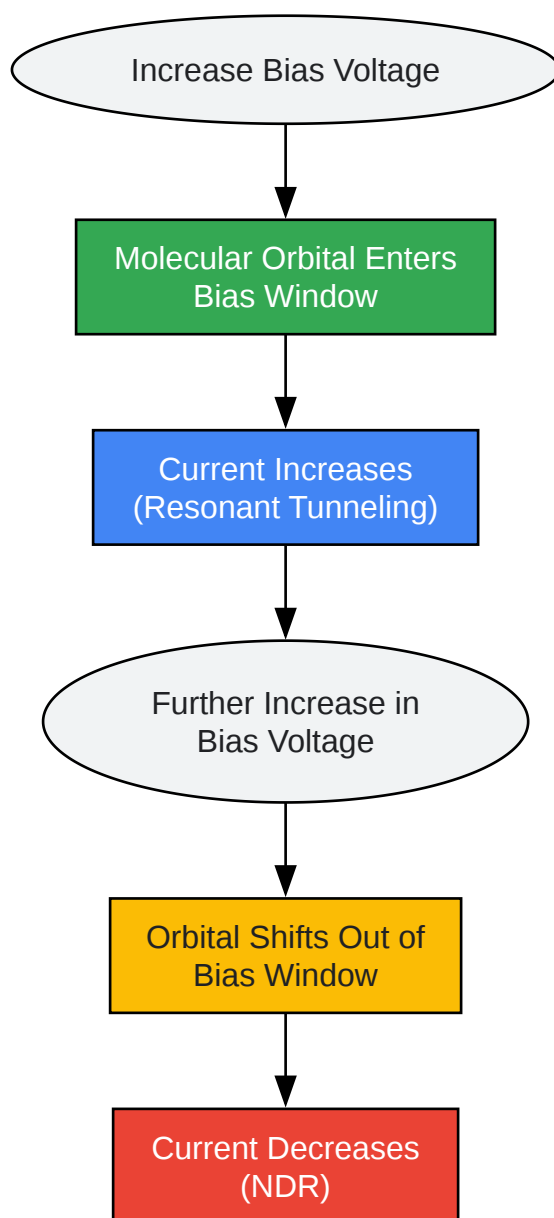 Increase Bias Voltage
Molecular Orbital Enters
Bias Window
Current Increases
(Resonant Tunneling)
Further Increase in
Bias Voltage
Orbital Shifts Out of
Bias Window
Current Decreases
(NDR)